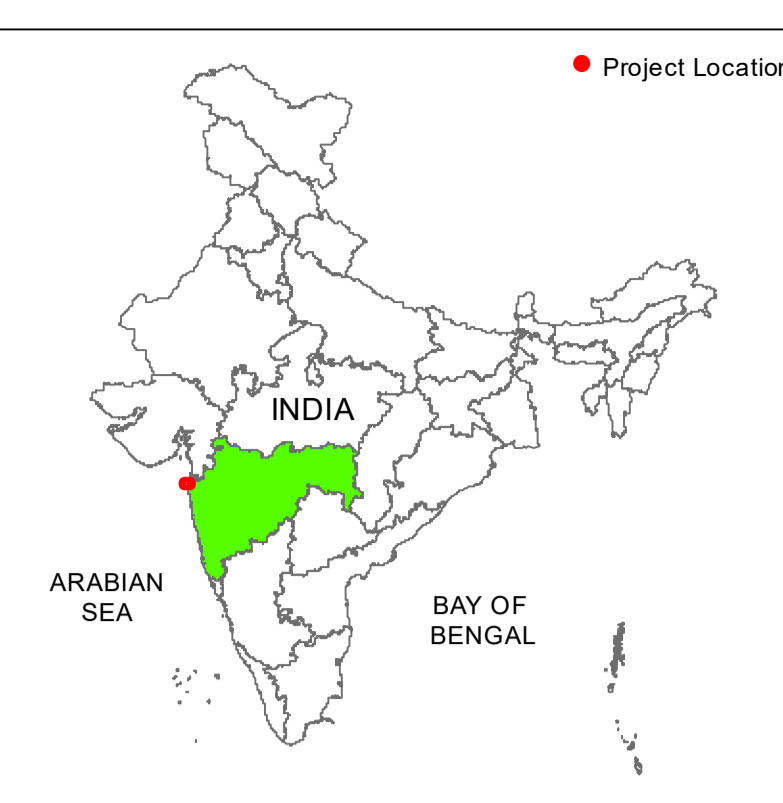 Project Location
INDIA
ARABIAN
SEA
BAY OF
BENGAL